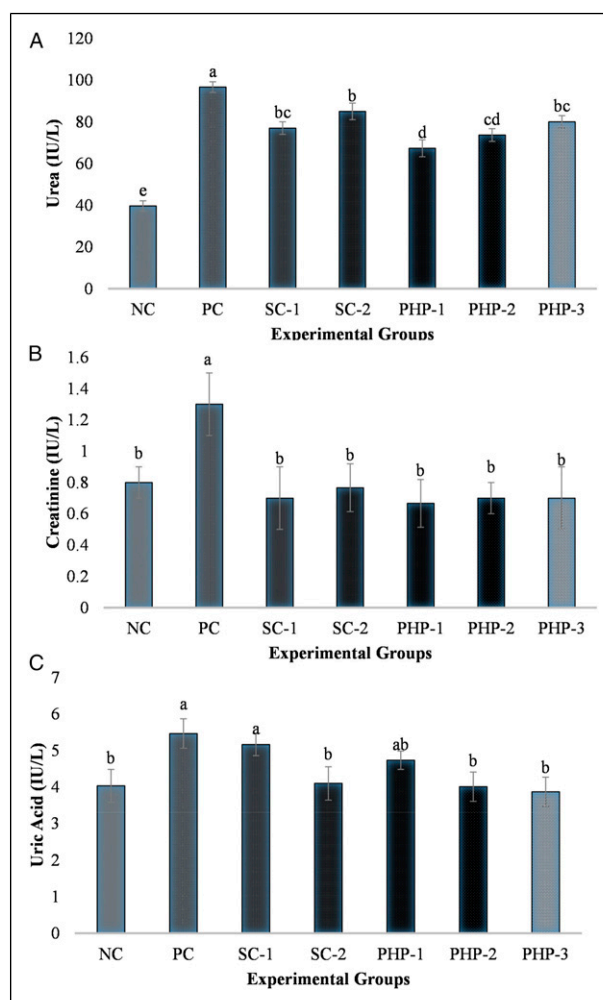 A
Urea (IU/L)
120
100
80
60
40
20
0
e
a
bc
b
d
cd
bc
NC PC SC-1 SC-2 PHP-1 PHP-2 PHP-3
Experimental Groups
B
Creatinine (IU/L)
1.6
1.4
1.2
1
0.8
0.6
0.4
0.2
0
b
a
b
b
b
b
b
NC PC SC-1 SC-2 PHP-1 PHP-2 PHP-3
Experimental Groups
C
Uric Acid (IU/L)
7
6
5
4
3
2
1
0
b
a
a
b
ab
b
b
NC PC SC-1 SC-2 PHP-1 PHP-2 PHP-3
Experimental Groups